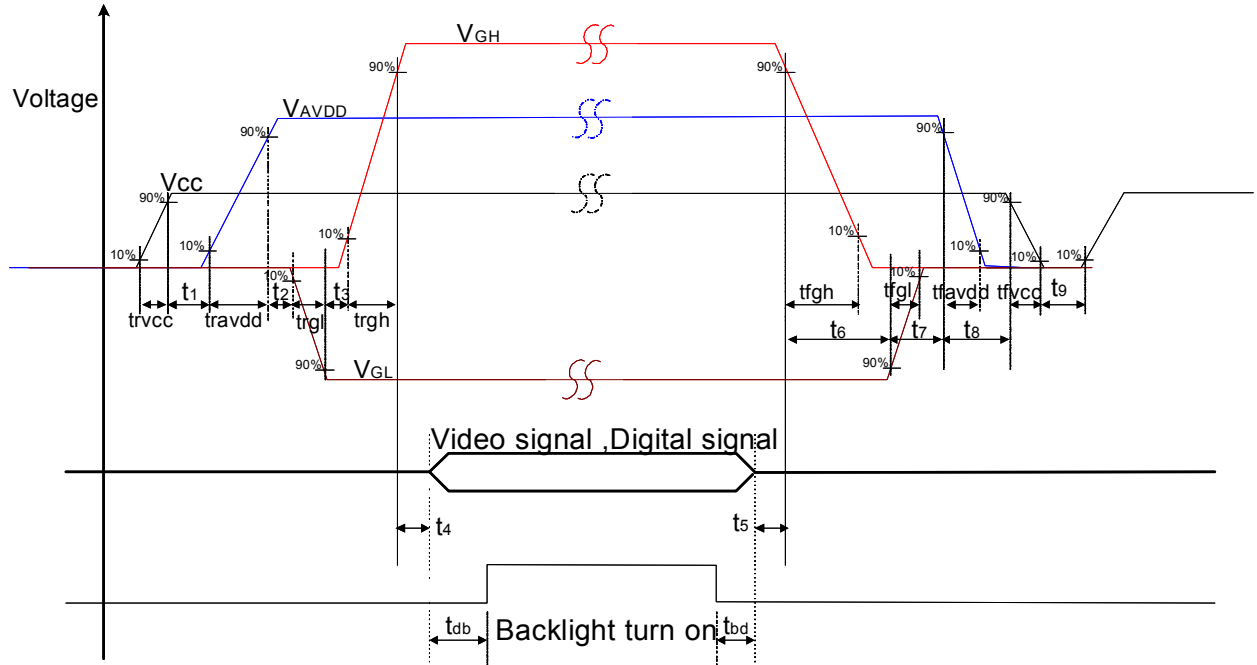 VGH
90%
90%
Voltage
VAVDD
90%
90%
Vcc
90%
90%
10%
10%
10%
10%
10%
10%
10%
10%
10%
10%
t1
t2
t3
trvcc
travdd
trgl
trgh
tfgh
tfgl
tfavdd
tfvcc
t9
t6
t7
t8
90%
VGL
90%
Video signal ,Digital signal
t4
t5
tdb
Backlight turn on
tbd